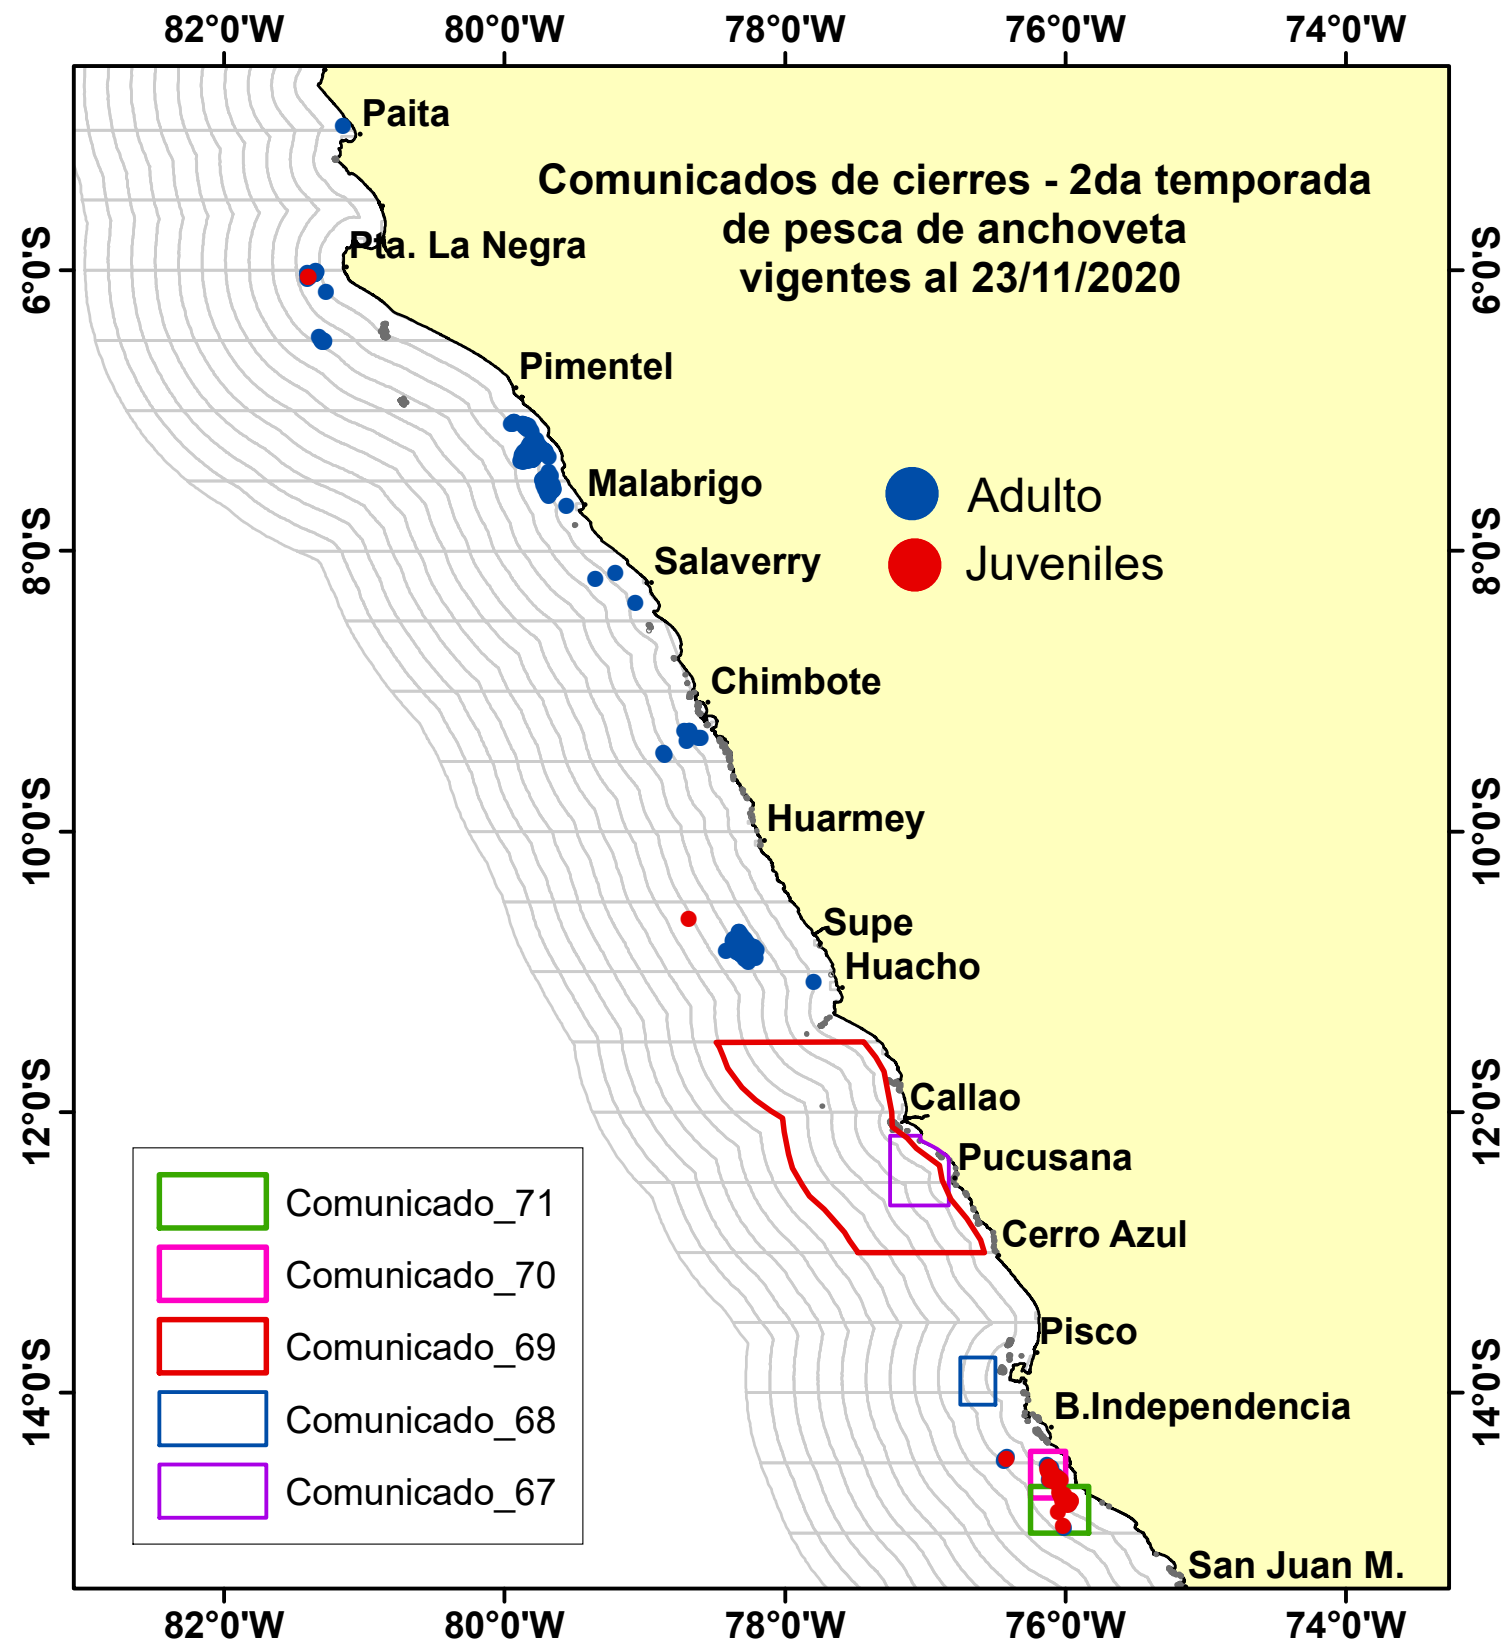 82°0'W 80°0'W 78°0'W 76°0'W 74°0'W
Paita
Comunicados de cierres - 2da temporada
de pesca de anchoveta
vigentes al 23/11/2020
Pta. La Negra
6°0'S
6°0'S
Pimentel
Malabrigo
Adulto
Juveniles
8°0'S
8°0'S
Salaverry
Chimbote
Huarmey
10°0'S
10°0'S
Supe
Huacho
Callao
12°0'S
12°0'S
Pucusana
Cerro Azul
Pisco
B.Independencia
14°0'S
14°0'S
San Juan M.
Comunicado_71
Comunicado_70
Comunicado_69
Comunicado_68
Comunicado_67
82°0'W 80°0'W 78°0'W 76°0'W 74°0'W